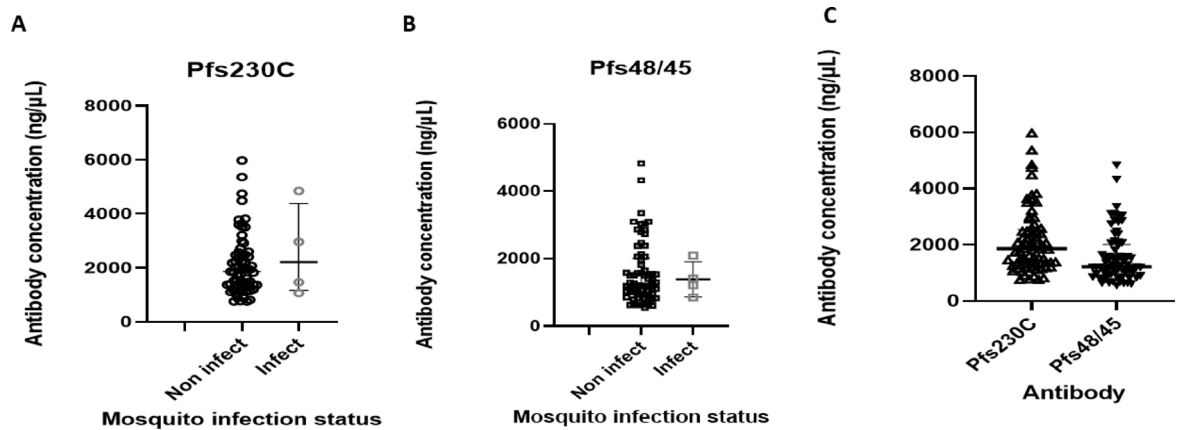 A
Pfs230C
Antibody concentration (ng/µL)
8000
6000
4000
2000
0
Non infect
Infect
Mosquito infection status
B
Pfs48/45
Antibody concentration (ng/µL)
6000
4000
2000
0
Non infect
Infect
Mosquito infection status
C
Antibody concentration (ng/µL)
8000
6000
4000
2000
0
Pfs230C
Pfs48/45
Antibody